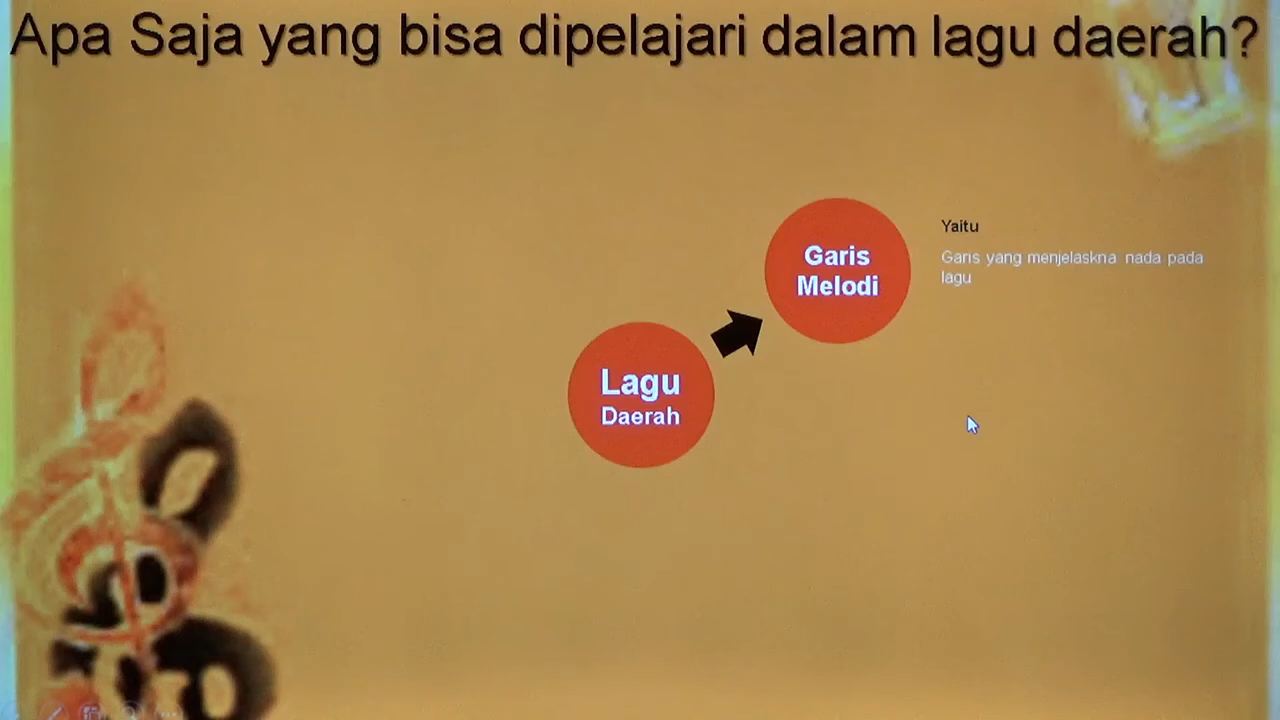 Apa Saja yang bisa dipelajari dalam lagu daerah?
Garis
Melodi
Yaitu
Garis yang menjelaskna nada pada
lagu
Lagu
Daerah